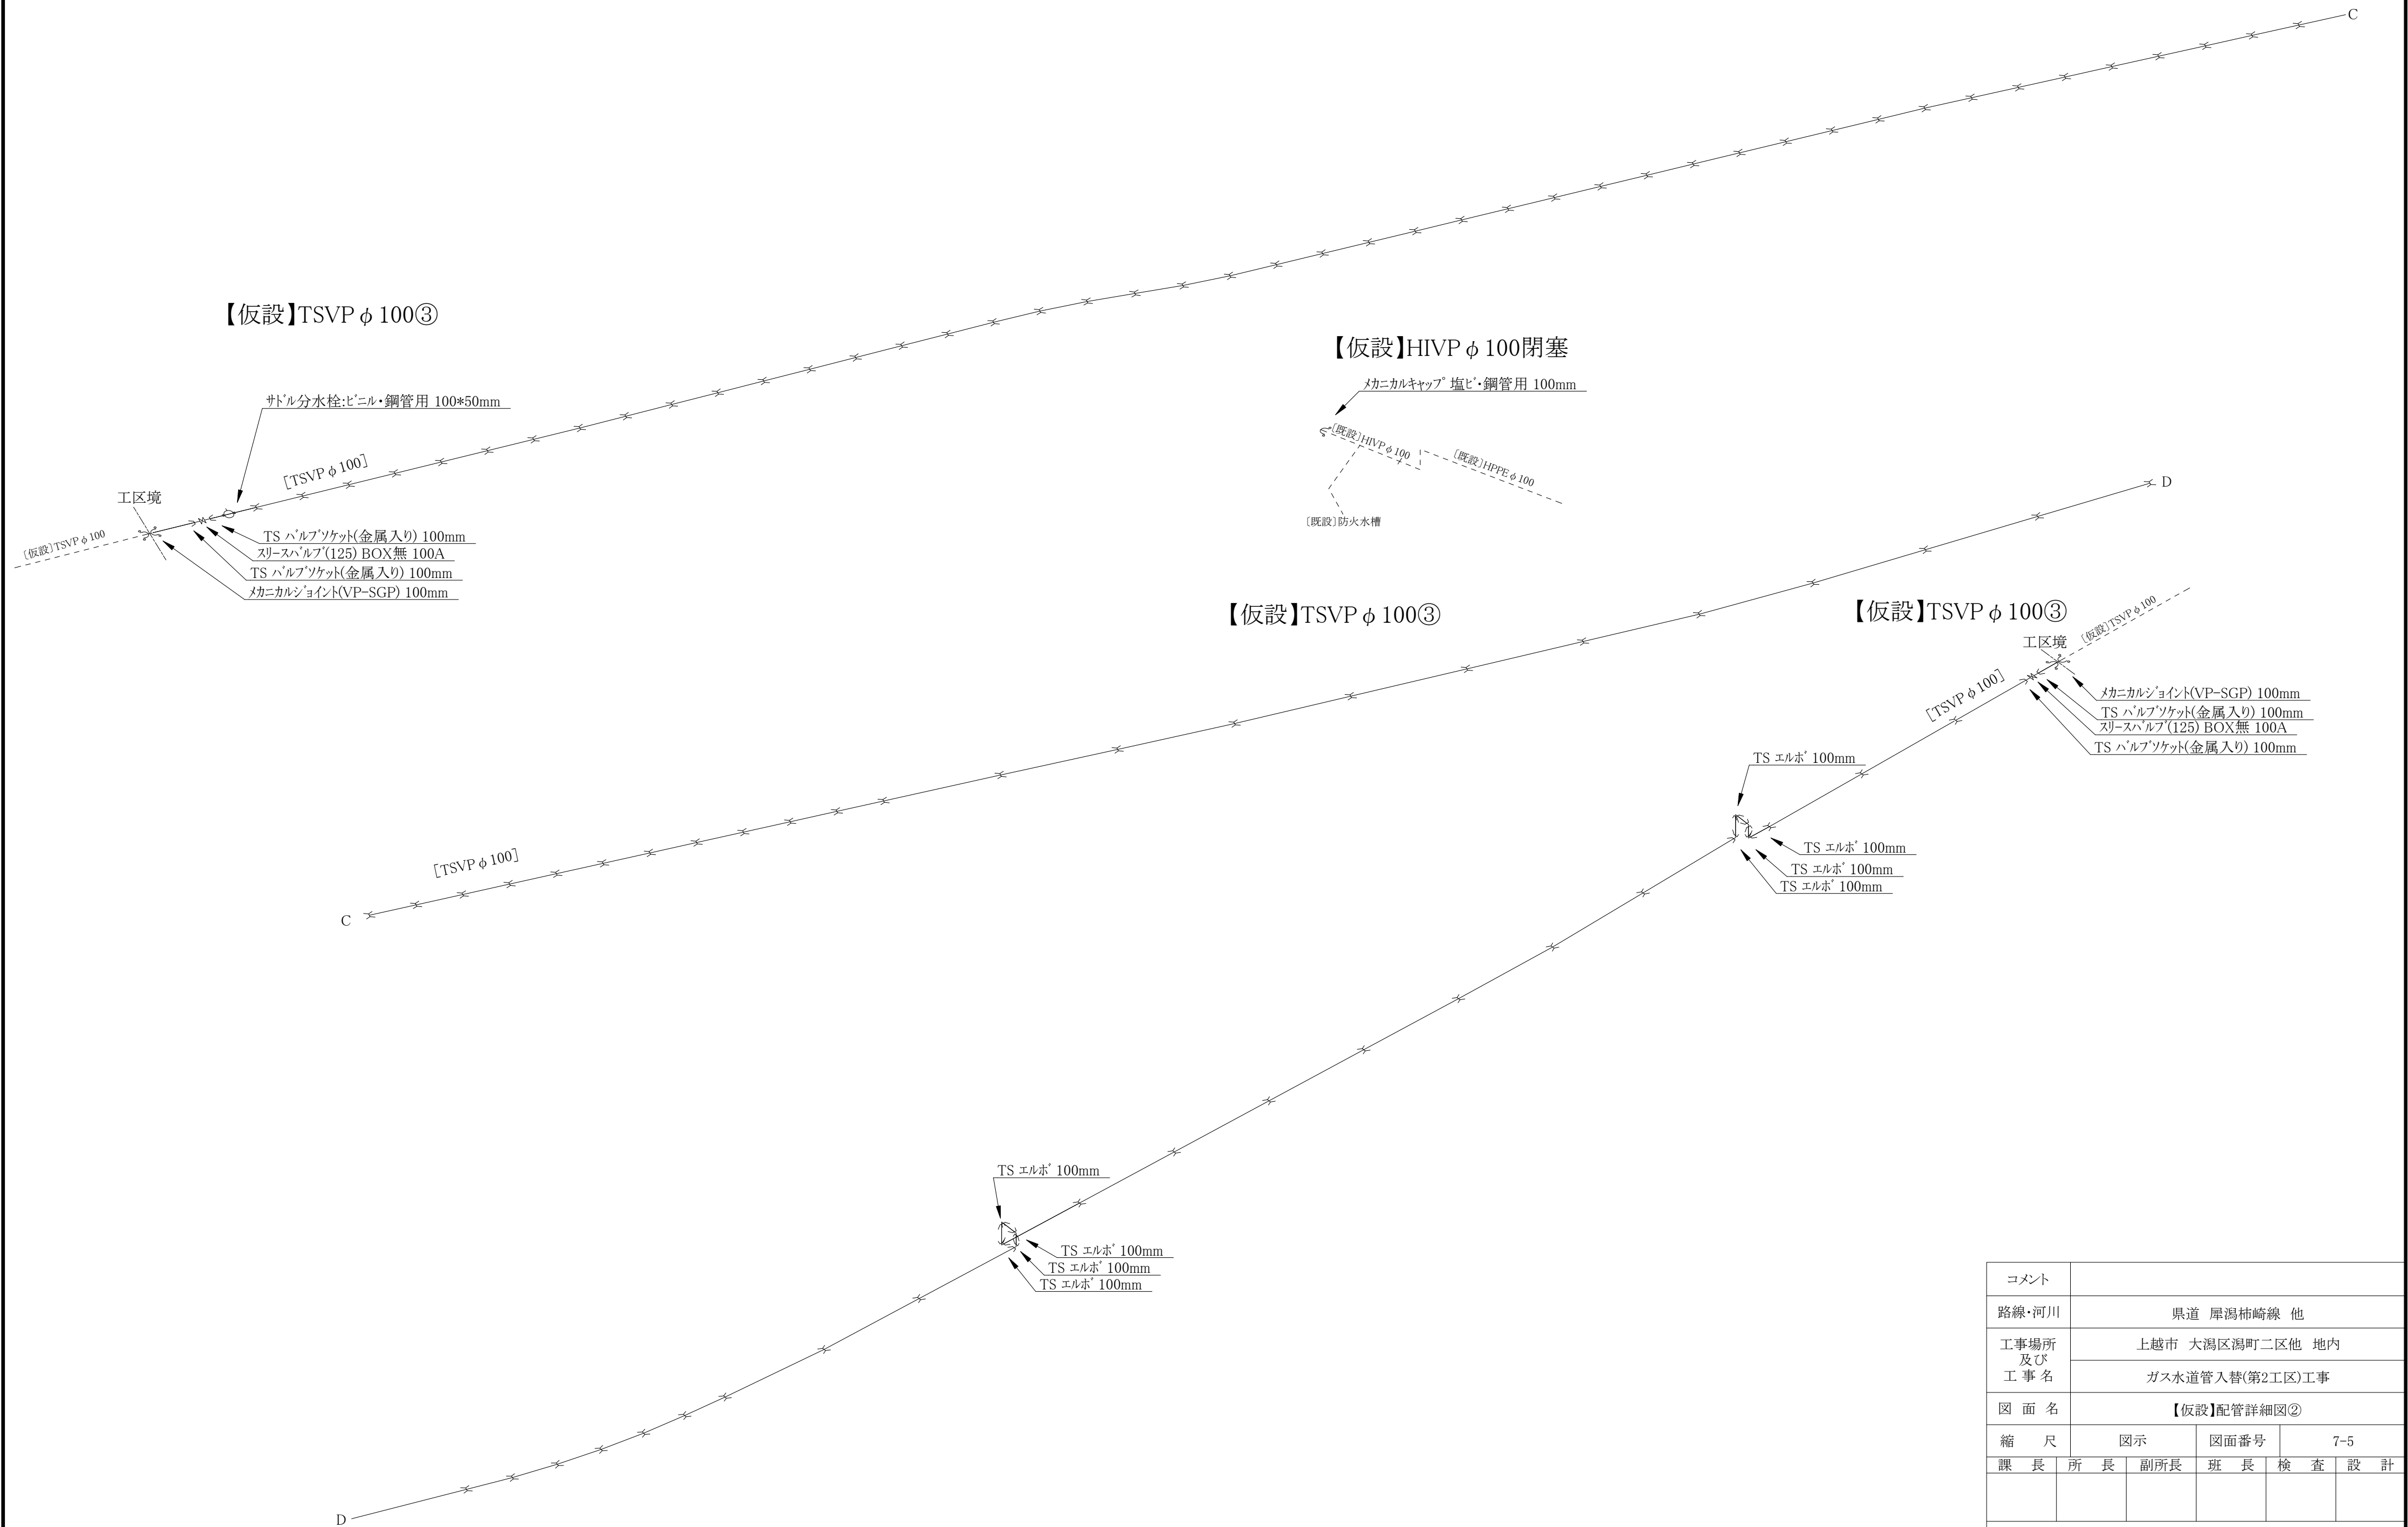 C
【仮設】TSVPφ100③
【仮設】HIVPφ100閉塞
ﾒｶﾆｶﾙｷｬｯﾌﾟ 塩ﾋﾞ・鋼管用 100mm
ｻﾄﾞﾙ分水栓:ﾋﾞﾆﾙ・鋼管用 100*50mm
〔既設〕HIVPφ100
〔既設〕HPPEφ100
〔既設〕防火水槽
[TSVPφ100]
工区境
〔仮設〕TSVPφ100
TS ﾊﾞﾙﾌﾞｿｹｯﾄ(金属入り) 100mm
ｽﾘｰｽﾊﾞﾙﾌﾞ(125) BOX無 100A
TS ﾊﾞﾙﾌﾞｿｹｯﾄ(金属入り) 100mm
ﾒｶﾆｶﾙｼﾞｮｲﾝﾄ(VP-SGP) 100mm
D
【仮設】TSVPφ100③
【仮設】TSVPφ100③
〔仮設〕TSVPφ100
工区境
[TSVPφ100]
ﾒｶﾆｶﾙｼﾞｮｲﾝﾄ(VP-SGP) 100mm
TS ﾊﾞﾙﾌﾞｿｹｯﾄ(金属入り) 100mm
ｽﾘｰｽﾊﾞﾙﾌﾞ(125) BOX無 100A
TS ﾊﾞﾙﾌﾞｿｹｯﾄ(金属入り) 100mm
TS ｴﾙﾎﾞ 100mm
TS ｴﾙﾎﾞ 100mm
TS ｴﾙﾎﾞ 100mm
TS ｴﾙﾎﾞ 100mm
[TSVPφ100]
C
TS ｴﾙﾎﾞ 100mm
TS ｴﾙﾎﾞ 100mm
TS ｴﾙﾎﾞ 100mm
TS ｴﾙﾎﾞ 100mm
D
コメント
路線・河川 県道 犀潟柿崎線 他
工事場所
及び
工事名
上越市 大潟区潟町二区他 地内
ガス水道管入替(第2工区)工事
図面名 【仮設】配管詳細図②
縮尺 図示 図面番号 7-5
課長 所長 副所長 班長 検査 設計